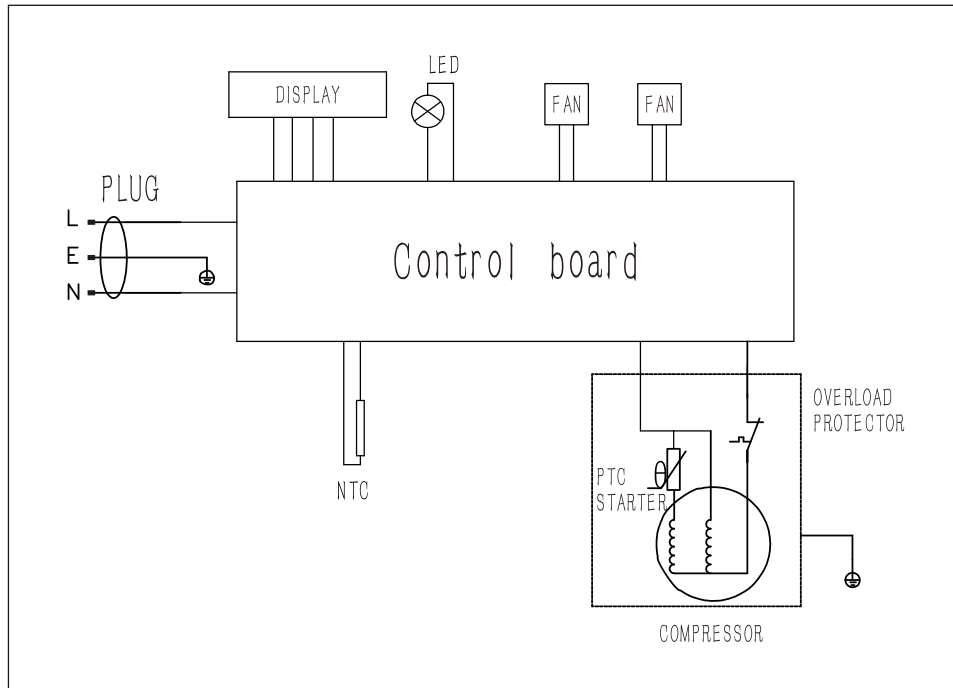 LED
DISPLAY
FAN
FAN
PLUG
L
E
N
Control board
OVERLOAD
PROTECTOR
PTC
STARTER
NTC
COMPRESSOR